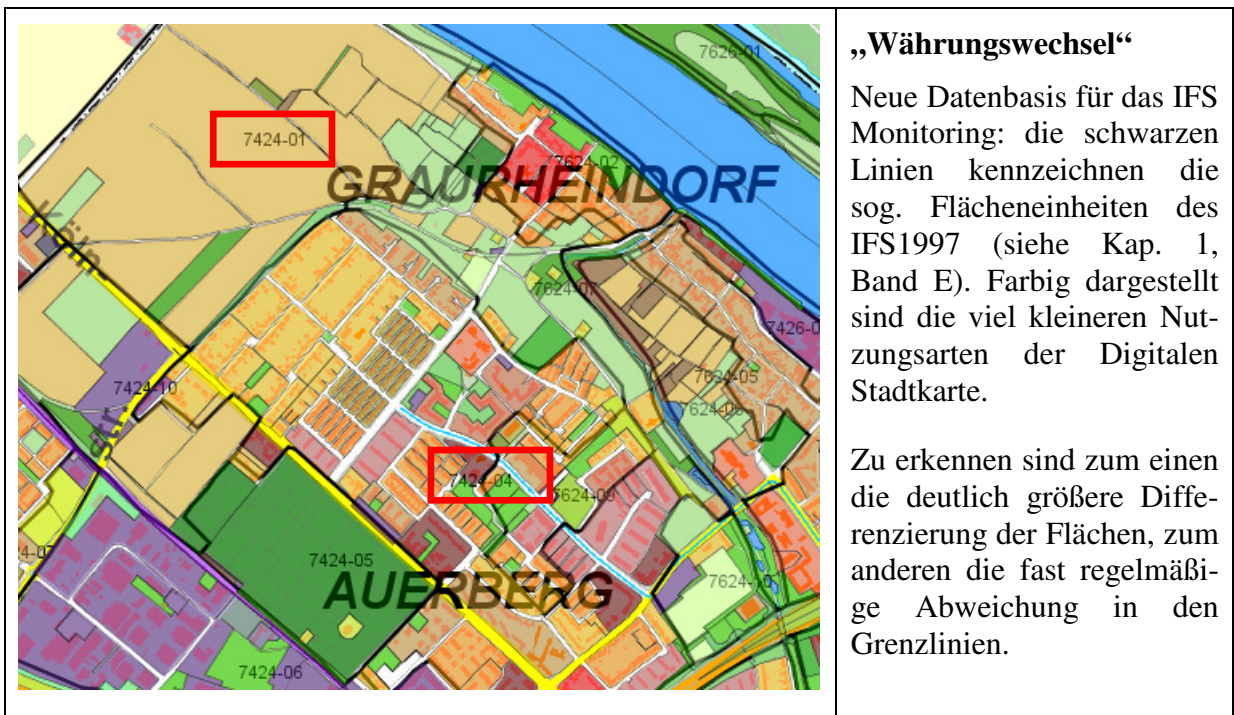 7626-01
7424-01
7624-02
GRAURHEINDORF
Köln
7624-07
7426-0
7624-05
7424-10
7424-04
7624-09
7424-05
AUERBERG
7624-10
7424-06
„Währungswechsel“
Neue Datenbasis für das IFS
Monitoring: die schwarzen
Linien kennzeichnen die
sog. Flächeneinheiten des
IFS1997 (siehe Kap. 1,
Band E). Farbig dargestellt
sind die viel kleineren Nut-
zungsarten der Digitalen
Stadtkarte.
Zu erkennen sind zum einen
die deutlich größere Diffe-
renzierung der Flächen, zum
anderen die fast regelmäßi-
ge Abweichung in den
Grenzlinien.